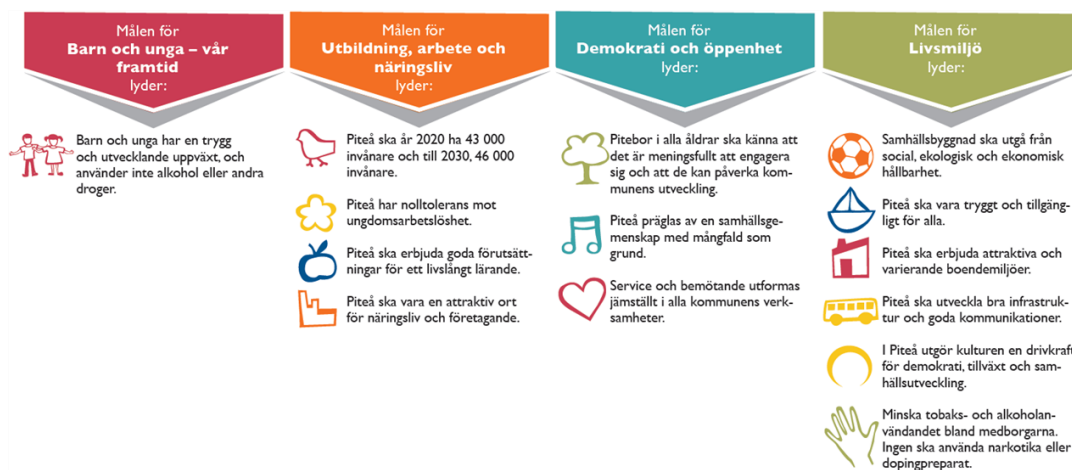 Målen för
Barn och unga – vår
framtid
lyder:
Barn och unga har en trygg
och utvecklande uppväxt, och
använder inte alkohol eller andra
droger.
Målen för
Utbildning, arbete och
näringsliv
lyder:
Piteå ska år 2020 ha 43 000
invånare och till 2030, 46 000
invånare.
Piteå har nolltolerans mot
ungdomsarbetslöshet.
Piteå ska erbjuda goda förutsätt-
ningar för ett livslångt lärande.
Piteå ska vara en attraktiv ort
för näringsliv och företagande.
Målen för
Demokrati och öppenhet
lyder:
Pitebor i alla åldrar ska känna att
det är meningsfullt att engagera
sig och att de kan påverka kom-
munens utveckling.
Piteå präglas av en samhällsge-
menskap med mångfald som
grund.
Service och bemötande utformas
jämställt i alla kommunens verk-
samheter.
Målen för
Livsmiljö
lyder:
Samhällsbyggnad ska utgå från
social, ekologisk och ekonomisk
hållbarhet.
Piteå ska vara tryggt och tillgäng-
ligt för alla.
Piteå ska erbjuda attraktiva och
varierande boendemiljöer.
Piteå ska utveckla bra infrastruk-
tur och goda kommunikationer.
I Piteå utgör kulturen en drivkraft
för demokrati, tillväxt och sam-
hällsutveckling.
Minska tobaks- och alkoholan-
vändandet bland medborgarna.
Ingen ska använda narkotika eller
dopingpreparat.